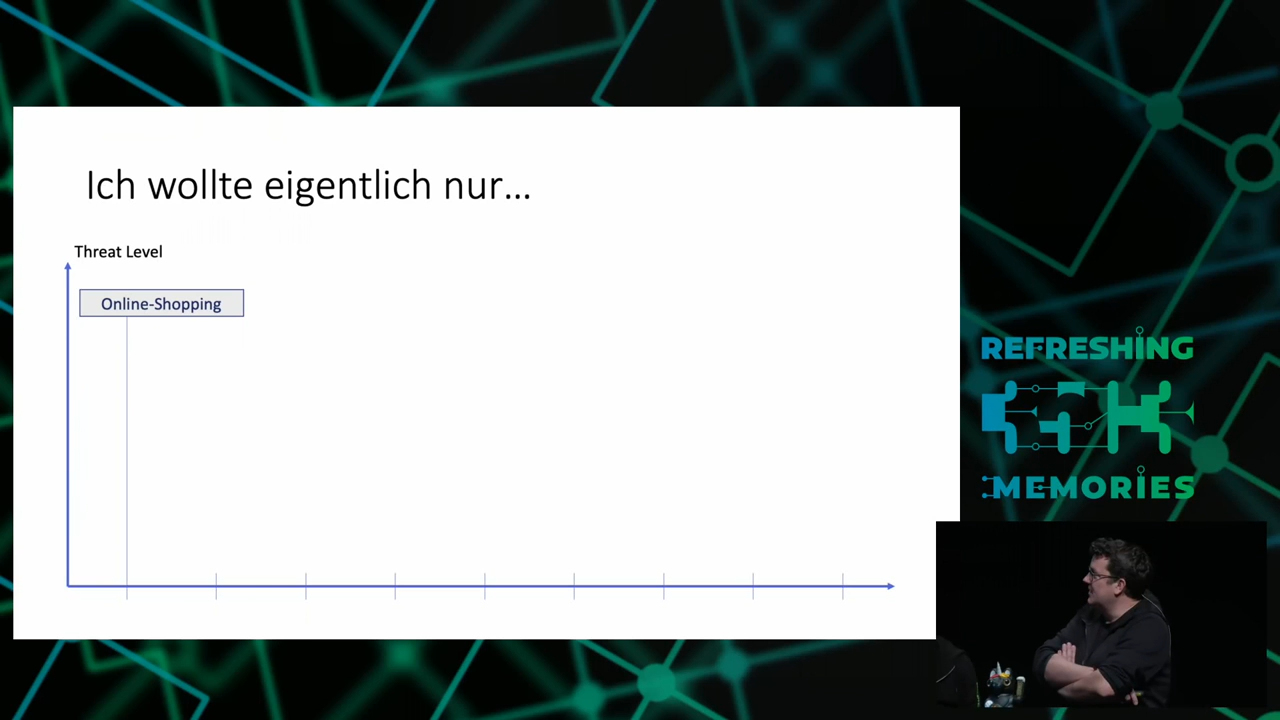 Ich wollte eigentlich nur...
Threat Level
Online-Shopping
REFRESHING
MEMORIES